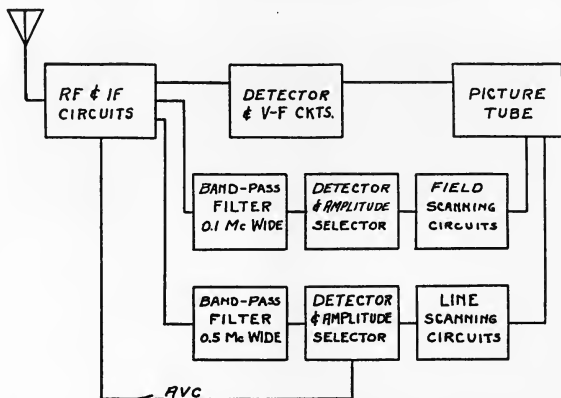 RF & IF
CIRCUITS
DETECTOR
& V-F CKTS.
PICTURE
TUBE
BAND-PASS
FILTER
0.1 Mc WIDE
DETECTOR
& AMPLITUDE
SELECTOR
FIELD
SCANNING
CIRCUITS
BAND-PASS
FILTER
0.5 Mc WIDE
DETECTOR
& AMPLITUDE
SELECTOR
LINE
SCANNING
CIRCUITS
AVC